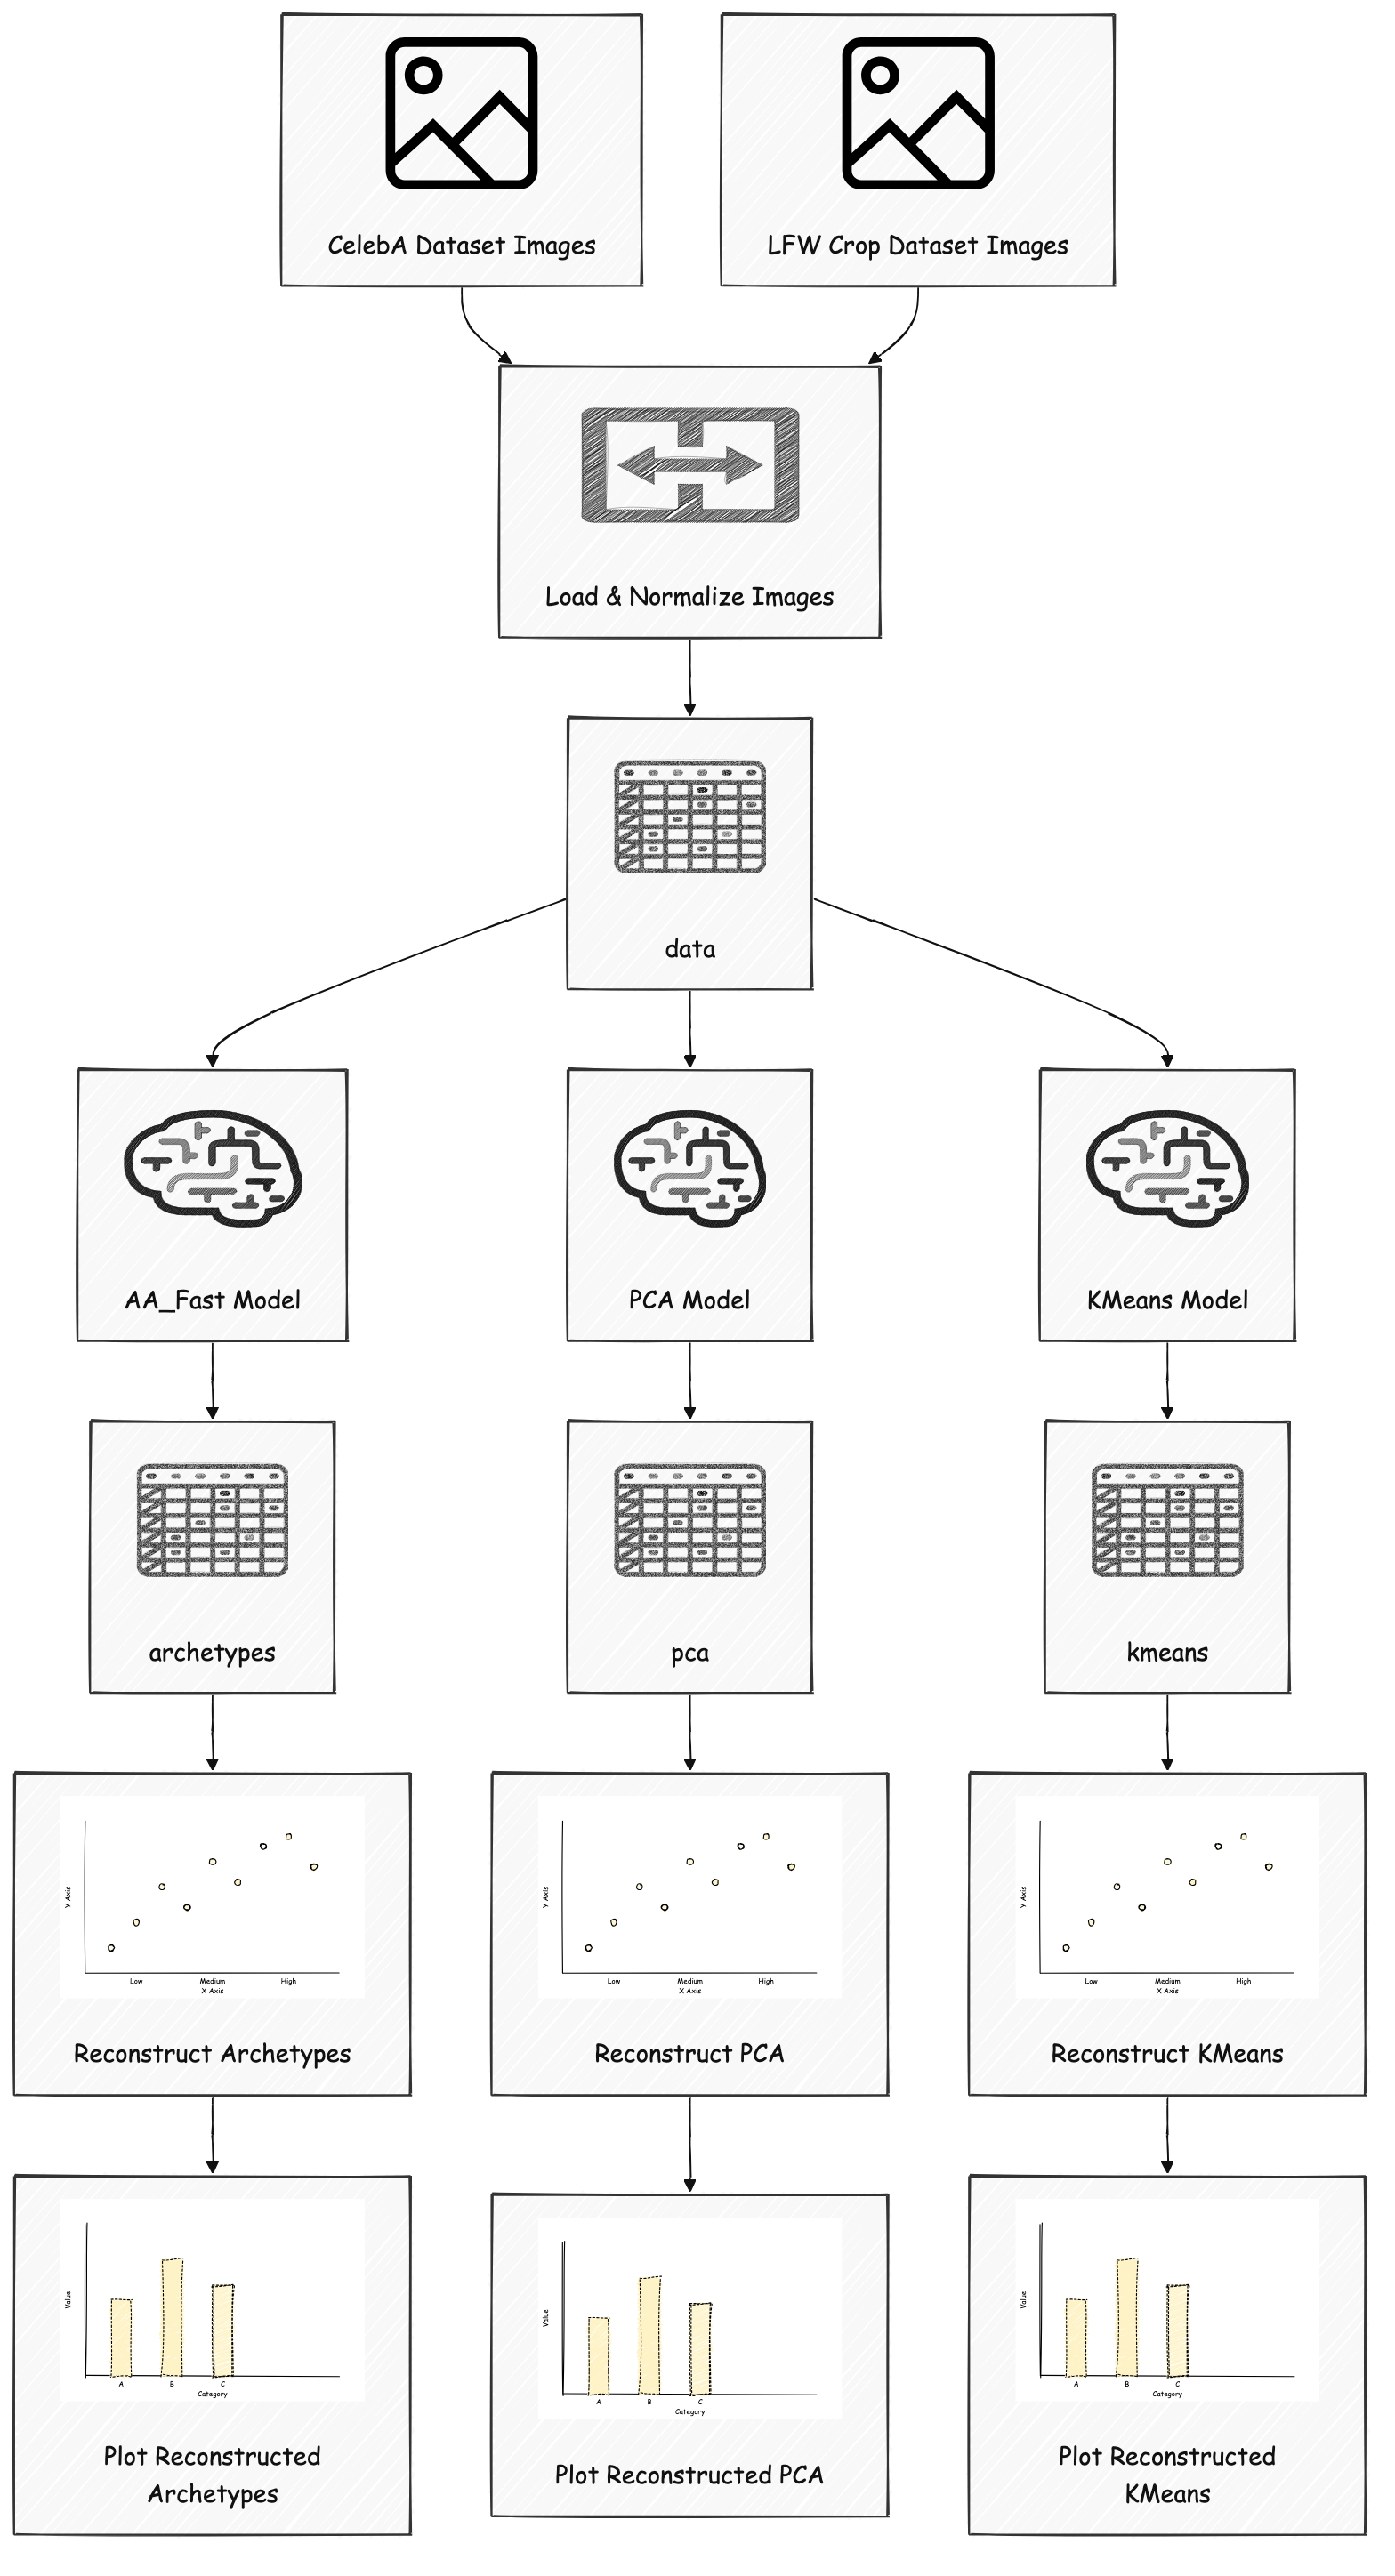 CelebA Dataset Images
LFW Crop Dataset Images
Load & Normalize Images
data
AA_Fast Model
PCA Model
KMeans Model
archetypes
pca
kmeans
Y Axis
Low Medium High
X Axis
Reconstruct Archetypes
Y Axis
Low Medium High
X Axis
Reconstruct PCA
Y Axis
Low Medium High
X Axis
Reconstruct KMeans
Value
A B C
Category
Plot Reconstructed
Archetypes
Value
A B C
Category
Plot Reconstructed PCA
Value
A B C
Category
Plot Reconstructed
KMeans